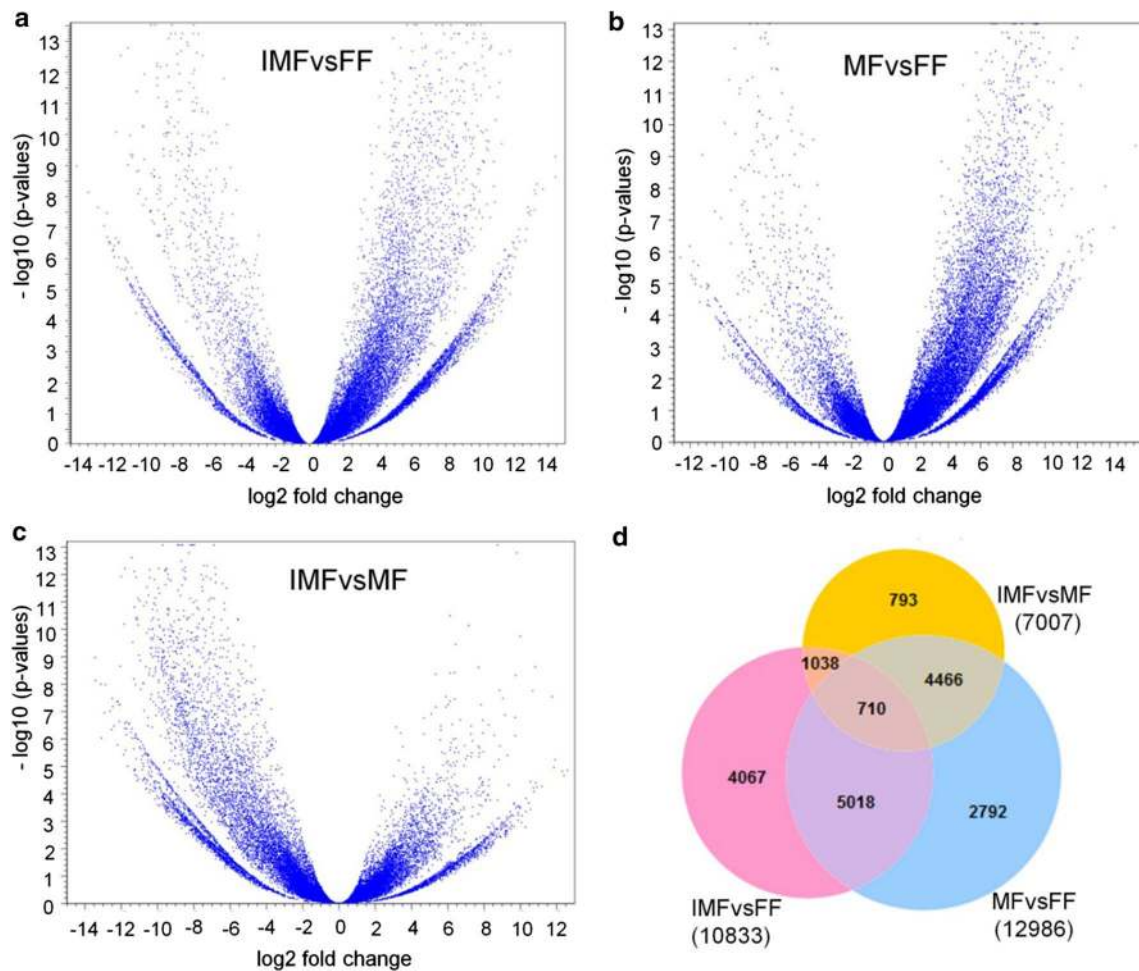 a
IMFvsFF
- log10 (p-values)
13
12
11
10
9
8
7
6
5
4
3
2
1
0
-14 -12 -10 -8 -6 -4 -2 0 2 4 6 8 10 12 14
log2 fold change
b
MFvsFF
- log10 (p-values)
13
12
11
10
9
8
7
6
5
4
3
2
1
0
-12 -10 -8 -6 -4 -2 0 2 4 6 8 10 12 14
log2 fold change
c
IMFvsMF
- log10 (p-values)
13
12
11
10
9
8
7
6
5
4
3
2
1
0
-14 -12 -10 -8 -6 -4 -2 0 2 4 6 8 10 12
log2 fold change
d
793
IMFvsMF
(7007)
1038
4466
710
4067
5018
2792
IMFvsFF
(10833)
MFvsFF
(12986)